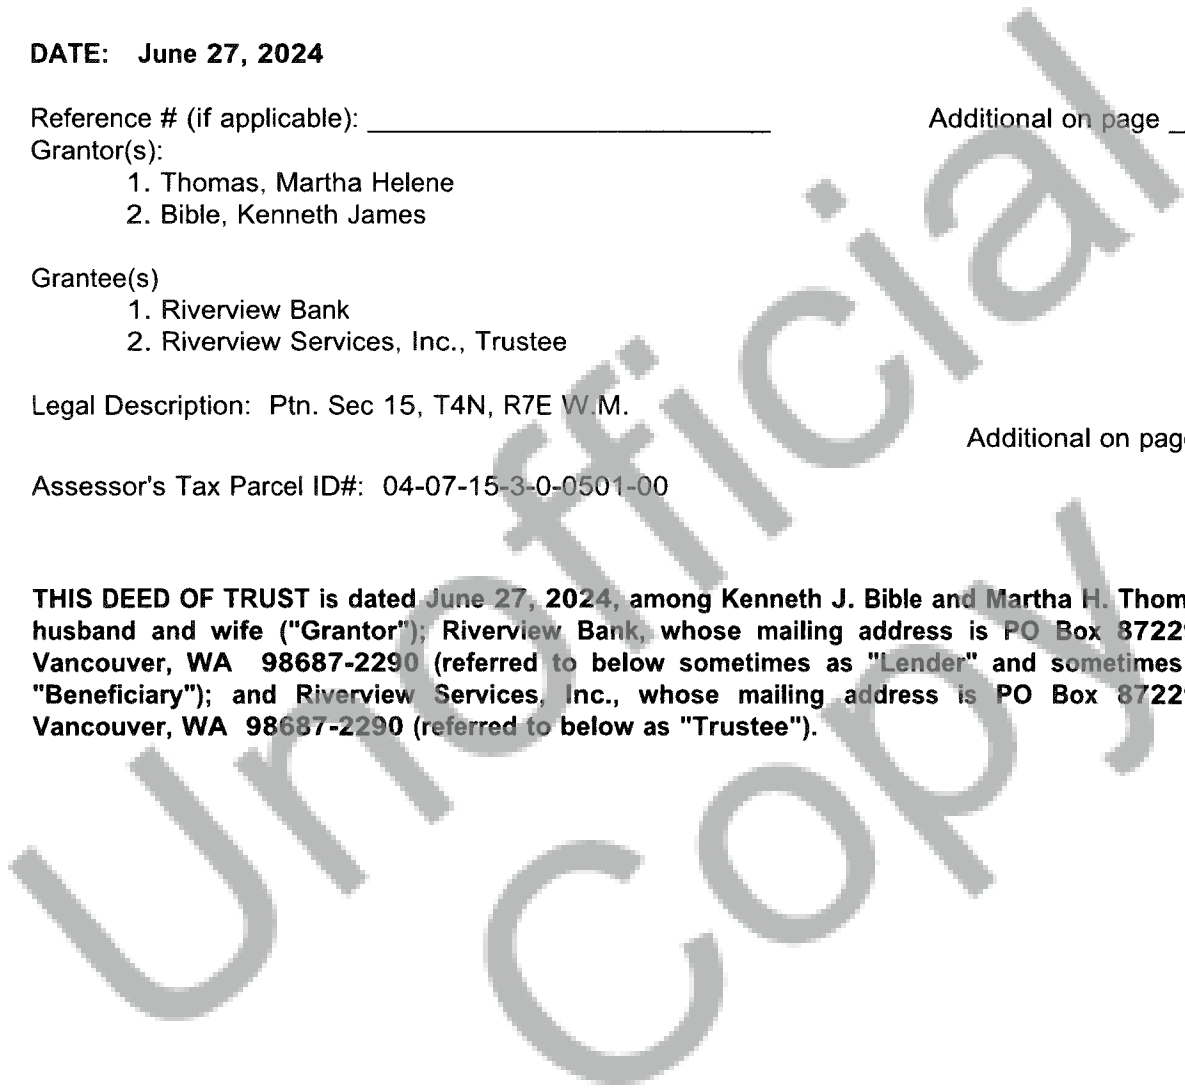 DATE: June 27, 2024
Reference # (if applicable): ____________________________ Additional on page _
Grantor(s):
1. Thomas, Martha Helene
2. Bible, Kenneth James
Grantee(s)
1. Riverview Bank
2. Riverview Services, Inc., Trustee
Legal Description: Ptn. Sec 15, T4N, R7E W.M.
Additional on page
Assessor's Tax Parcel ID#: 04-07-15-3-0-0501-00
THIS DEED OF TRUST is dated June 27, 2024, among Kenneth J. Bible and Martha H. Thom
husband and wife ("Grantor"); Riverview Bank, whose mailing address is PO Box 8722
Vancouver, WA 98687-2290 (referred to below sometimes as "Lender" and sometimes
"Beneficiary"); and Riverview Services, Inc., whose mailing address is PO Box 8722
Vancouver, WA 98687-2290 (referred to below as "Trustee").
Unofficial
Copy